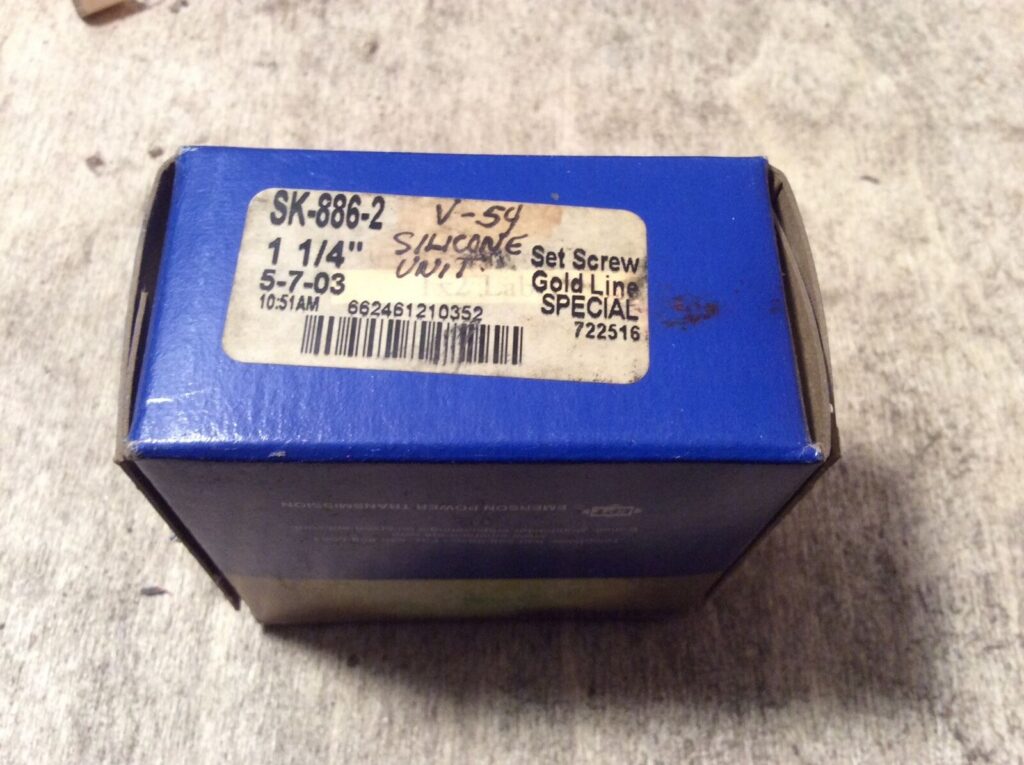 SK-886-2
V-54
1 1/4"
SILICONE
UNIT.
Set Screw
5-7-03
Gold Line
10:51AM
662461210352
SPECIAL
722516
EMERSON POWER TRANSMISSION
EPT